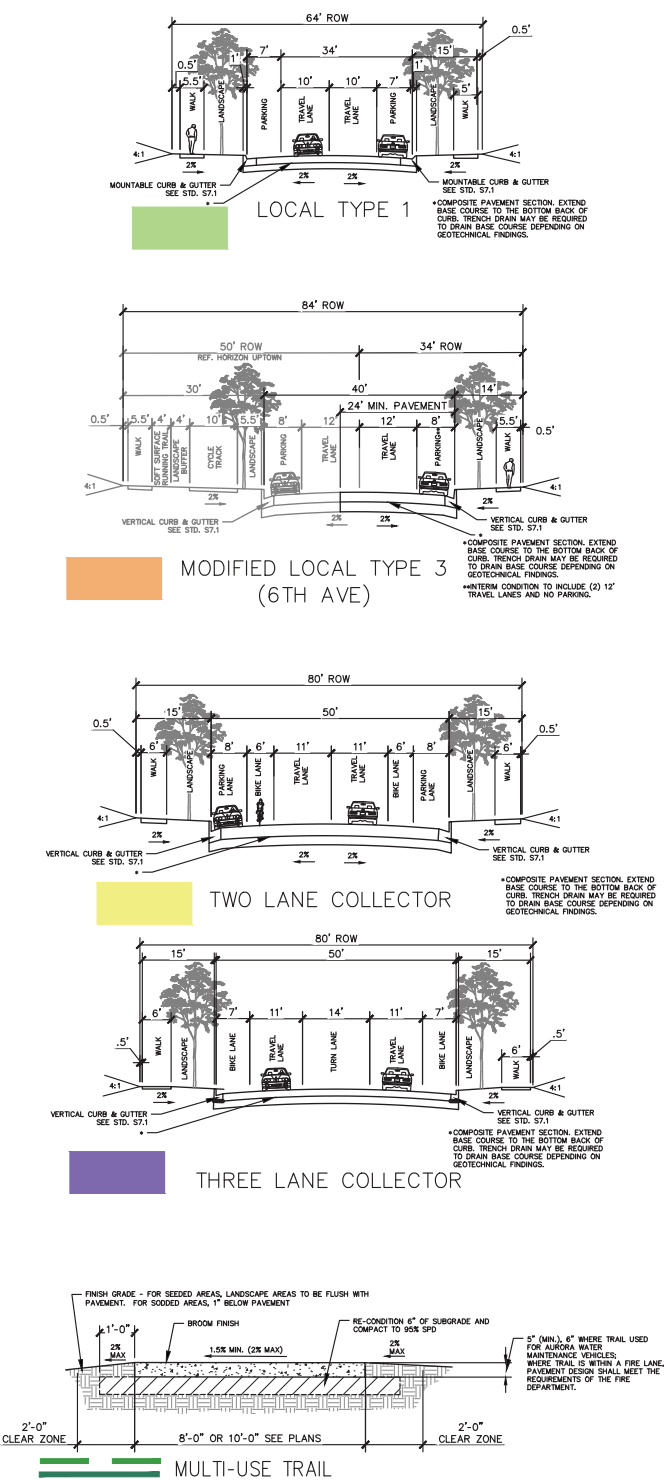 64' ROW
0.5'
7'
34'
15'
0.5'
1'
1'
5.5'
10'
10'
7'
5'
WALK
LANDSCAPE
PARKING
TRAVEL LANE
TRAVEL LANE
PARKING
LANDSCAPE
WALK
4:1
4:1
2%
2%
MOUNTABLE CURB & GUTTER
SEE STD. S7.1
2%
2%
MOUNTABLE CURB & GUTTER
SEE STD. S7.1
*
LOCAL TYPE 1
*COMPOSITE PAVEMENT SECTION. EXTEND
BASE COURSE TO THE BOTTOM BACK OF
CURB. TRENCH DRAIN MAY BE REQUIRED
TO DRAIN BASE COURSE DEPENDING ON
GEOTECHNICAL FINDINGS.
84' ROW
50' ROW
REF. HORIZON UPTOWN
34' ROW
30'
40'
14'
24' MIN. PAVEMENT
0.5'
5.5'
4'
4'
10'
5.5'
8'
12'
12'
8'
5.5'
0.5'
WALK
SOFT SURFACE
RUNNING TRAIL
LANDSCAPE
BUFFER
CYCLE
TRACK
LANDSCAPE
PARKING
TRAVEL
LANE
TRAVEL
LANE
PARKING**
LANDSCAPE
WALK
4:1
4:1
2%
2%
VERTICAL CURB & GUTTER
SEE STD. S7.1
2%
2%
VERTICAL CURB & GUTTER
SEE STD. S7.1
*
*COMPOSITE PAVEMENT SECTION. EXTEND
BASE COURSE TO THE BOTTOM BACK OF
CURB. TRENCH DRAIN MAY BE REQUIRED
TO DRAIN BASE COURSE DEPENDING ON
GEOTECHNICAL FINDINGS.
**INTERIM CONDITION TO INCLUDE (2) 12'
TRAVEL LANES AND NO PARKING.
MODIFIED LOCAL TYPE 3
(6TH AVE)
80' ROW
15'
50'
15'
0.5'
0.5'
6'
8'
6'
11'
11'
6'
8'
6'
WALK
LANDSCAPE
PARKING
LANE
BIKE LANE
TRAVEL
LANE
TRAVEL
LANE
BIKE LANE
PARKING
LANE
LANDSCAPE
WALK
4:1
4:1
2%
2%
VERTICAL CURB & GUTTER
SEE STD. S7.1
2%
2%
VERTICAL CURB & GUTTER
SEE STD. S7.1
*
TWO LANE COLLECTOR
*COMPOSITE PAVEMENT SECTION. EXTEND
BASE COURSE TO THE BOTTOM BACK OF
CURB. TRENCH DRAIN MAY BE REQUIRED
TO DRAIN BASE COURSE DEPENDING ON
GEOTECHNICAL FINDINGS.
80' ROW
15'
50'
15'
6'
7'
11'
14'
11'
7'
.5'
6'
.5'
WALK
LANDSCAPE
BIKE LANE
TRAVEL
LANE
TURN LANE
TRAVEL
LANE
BIKE LANE
LANDSCAPE
WALK
4:1
4:1
2%
2%
VERTICAL CURB & GUTTER
SEE STD. S7.1
VERTICAL CURB & GUTTER
SEE STD. S7.1
*
*COMPOSITE PAVEMENT SECTION. EXTEND
BASE COURSE TO THE BOTTOM BACK OF
CURB. TRENCH DRAIN MAY BE REQUIRED
TO DRAIN BASE COURSE DEPENDING ON
GEOTECHNICAL FINDINGS.
THREE LANE COLLECTOR
FINISH GRADE - FOR SEEDED AREAS, LANDSCAPE AREAS TO BE FLUSH WITH
PAVEMENT. FOR SODDED AREAS, 1" BELOW PAVEMENT
1'-0"
BROOM FINISH
RE-CONDITION 6" OF SUBGRADE AND
COMPACT TO 95% SPD
2%
MAX
1.5% MIN. (2% MAX)
2%
MAX
5" (MIN.), 6" WHERE TRAIL USED
FOR AURORA WATER
MAINTENANCE VEHICLES;
WHERE TRAIL IS WITHIN A FIRE LANE,
PAVEMENT DESIGN SHALL MEET THE
REQUIREMENTS OF THE FIRE
DEPARTMENT.
2'-0"
CLEAR ZONE
8'-0" OR 10'-0" SEE PLANS
2'-0"
CLEAR ZONE
MULTI-USE TRAIL